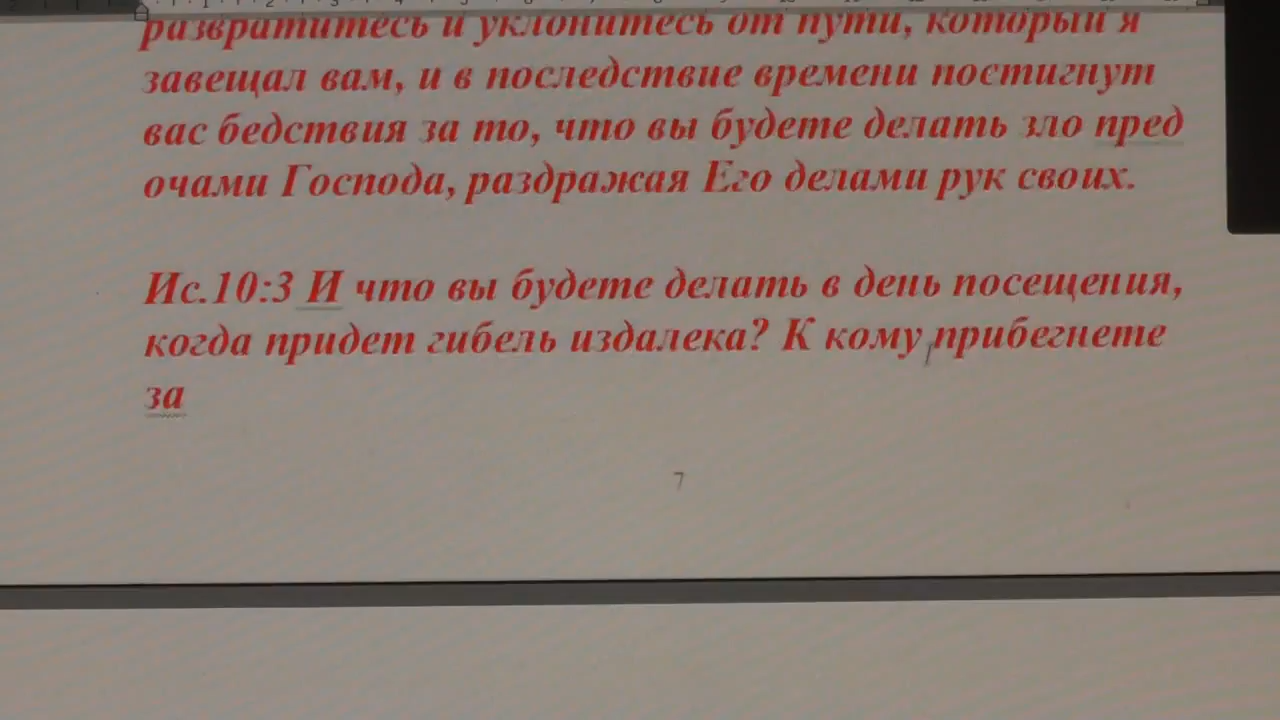 развратитесь и уклонитесь от пути, который я
завещал вам, и в последствие времени постигнут
вас бедствия за то, что вы будете делать зло пред
очами Господа, раздражая Его делами рук своих.
Ис.10:3 И что вы будете делать в день посещения,
когда придет гибель издалека? К кому прибегнете
за
7